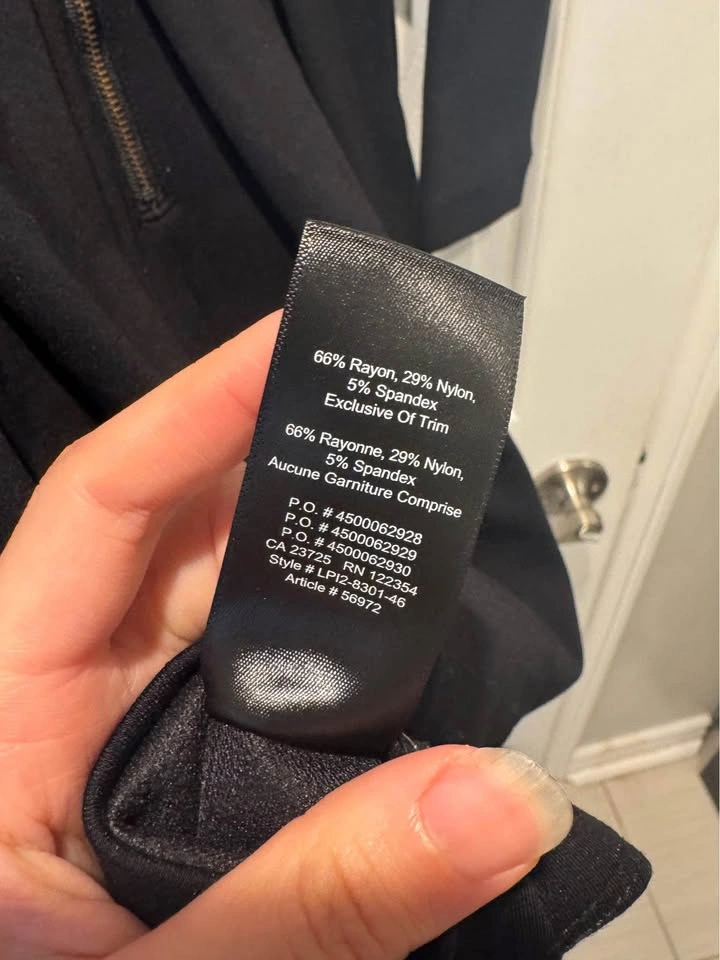 66% Rayon, 29% Nylon,
5% Spandex
Exclusive Of Trim
66% Rayonne, 29% Nylon,
5% Spandex
Aucune Garniture Comprise
P.O. # 4500062928
P.O. # 4500062929
P.O. # 4500062930
CA 23725 RN 122354
Style # LPI2-8301-46
Article # 56972